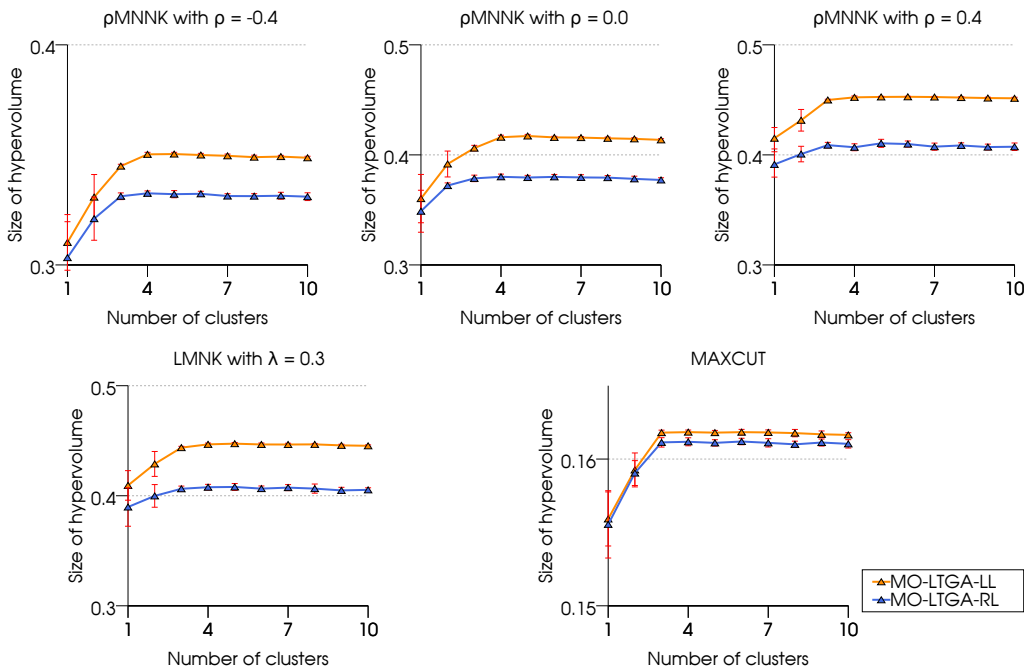 ρMNNK with ρ = -0.4
0.4
0.3
Size of hypervolume
1
4
7
10
Number of clusters
ρMNNK with ρ = 0.0
0.5
0.4
0.3
Size of hypervolume
1
4
7
10
Number of clusters
ρMNNK with ρ = 0.4
0.5
0.4
0.3
Size of hypervolume
1
4
7
10
Number of clusters
LMNK with λ = 0.3
0.5
0.4
0.3
Size of hypervolume
1
4
7
10
Number of clusters
MAXCUT
0.16
0.15
Size of hypervolume
1
4
7
10
Number of clusters
MO-LTGA-LL
MO-LTGA-RL